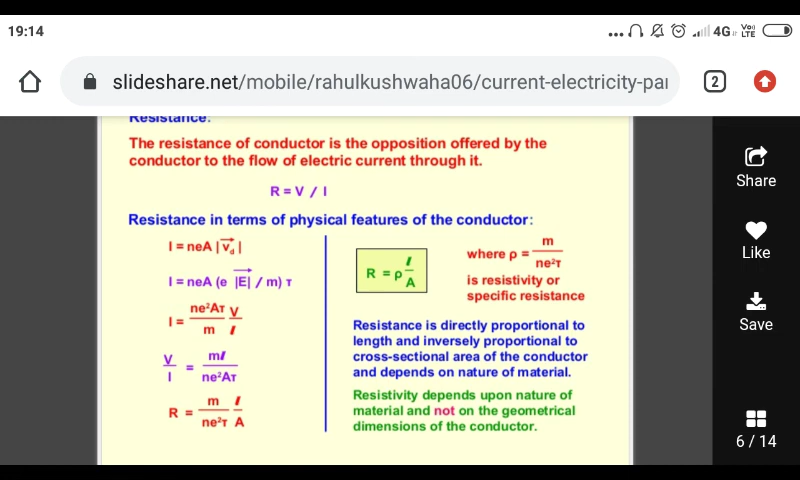 19:14
4G
Vo
LTE
slideshare.net/mobile/rahulkushwaha06/current-electricity-pa
2
Resistance:
The resistance of conductor is the opposition offered by the
conductor to the flow of electric current through it.
R = V / I
Resistance in terms of physical features of the conductor:
I = neA | v⃗d |
I = neA (e |E⃗| / m) τ
I = ne²Aτ/m V/ℓ
V/I = mℓ/ne²Aτ
R = m/ne²τ ℓ/A
R = ρ ℓ/A
where ρ = m/ne²τ
is resistivity or
specific resistance
Resistance is directly proportional to
length and inversely proportional to
cross-sectional area of the conductor
and depends on nature of material.
Resistivity depends upon nature of
material and not on the geometrical
dimensions of the conductor.
Share
Like
Save
6 / 14